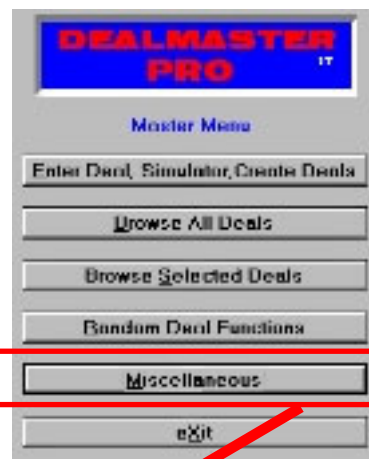 DEALMASTER
PRO IT
Master Menu
Enter Deal, Simulator, Create Deals
Browse All Deals
Browse Selected Deals
Random Deal Functions
Miscellaneous
eXit